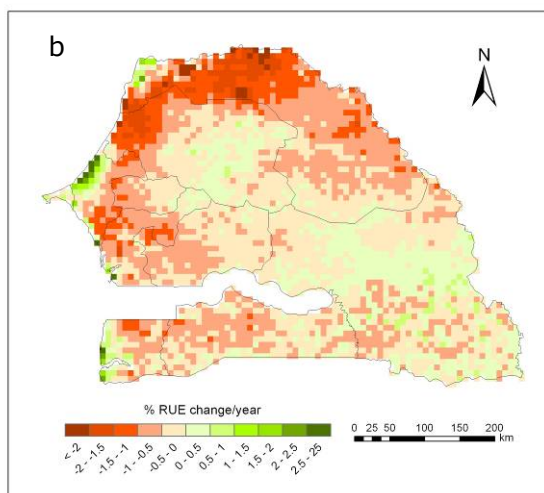 b
N
% RUE change/year
< -2
-2 - -1.5
-1.5 - -1
-1 - -0.5
-0.5 - 0
0 - 0.5
0.5 - 1
1 - 1.5
1.5 - 2
2 - 2.5
2.5 - 25
0 25 50 100 150 200
km